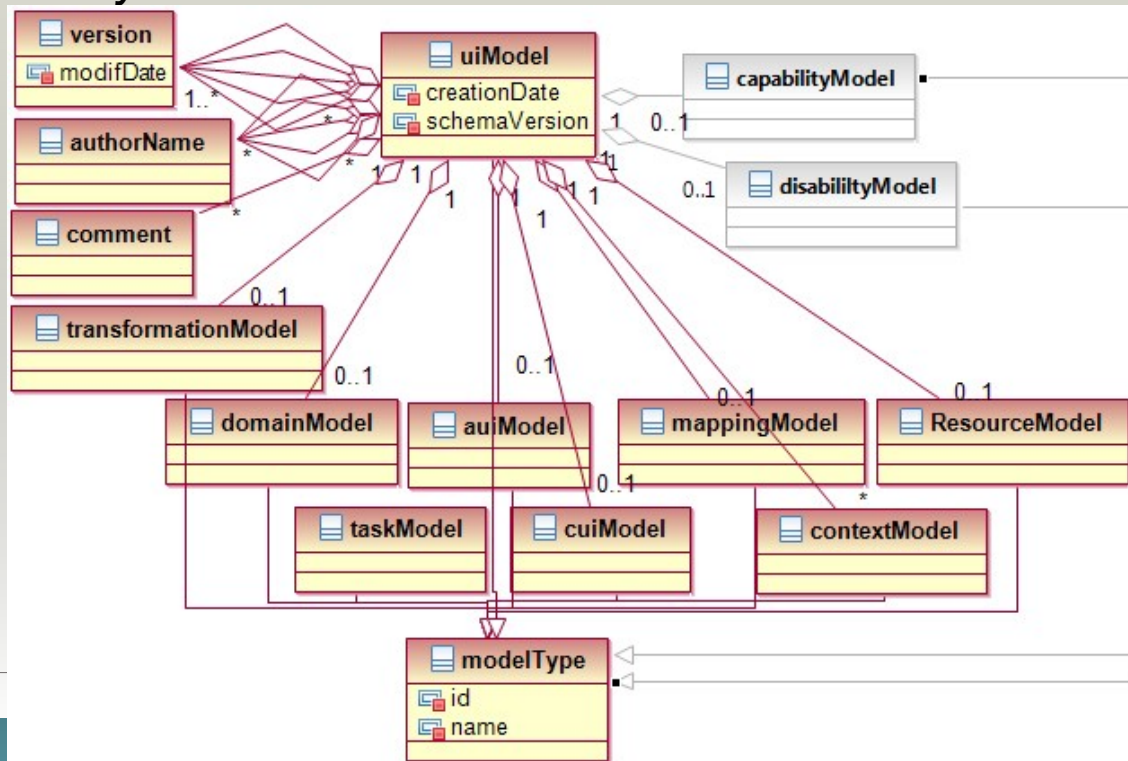 version
modifDate
uiModel
creationDate
schemaVersion
capabilityModel
1..*
*
1
0..1
authorName
*
*
1
1
1
1
1
1
1
1
1
1
disabililtyModel
0..1
*
comment
0..1
transformationModel
0..1
0..1
0..1
0..1
domainModel
auiModel
mappingModel
ResourceModel
0..1
*
taskModel
cuiModel
contextModel
modelType
id
name